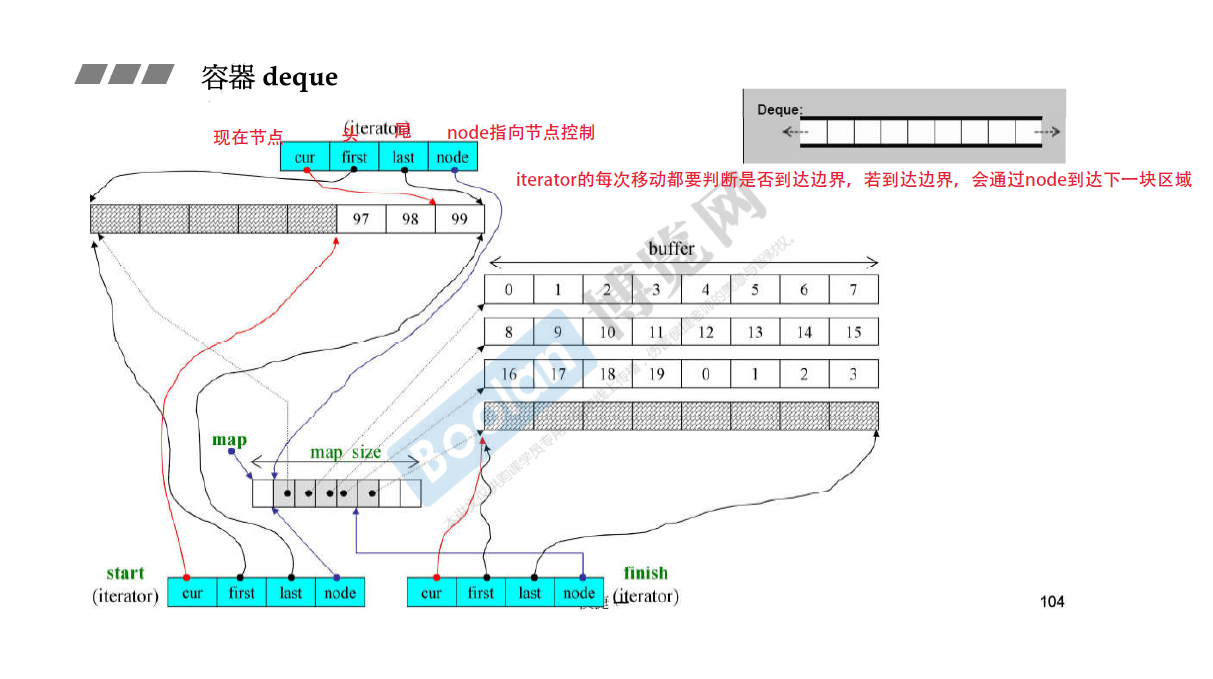 容器 deque
Deque:
(iterator)
现在节点 头 尾 node指向节点控制
cur first last node
iterator的每次移动都要判断是否到达边界，若到达边界，会通过node到达下一块区域
97 98 99
buffer
0 1 2 3 4 5 6 7
8 9 10 11 12 13 14 15
16 17 18 19 0 1 2 3
博览网
Boolan
map
map size
start
(iterator)
cur first last node
cur first last node
finish
(iterator)
104